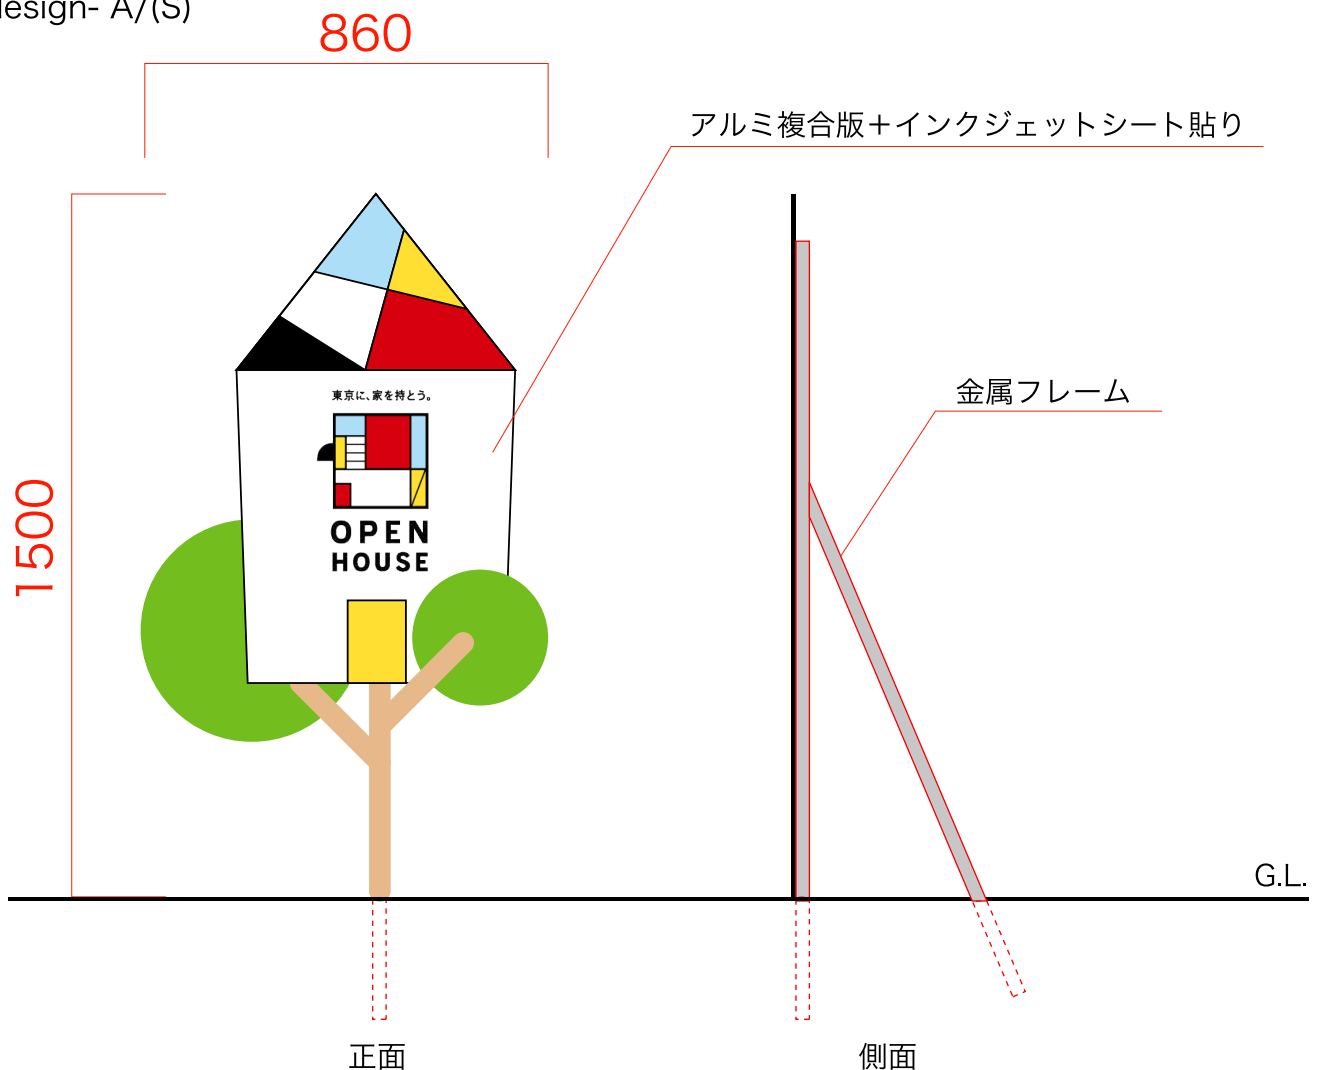 design- A/(S)
860
アルミ複合版＋インクジェットシート貼り
金属フレーム
東京に、家を持とう。
1500
OPEN
HOUSE
G.L.
正面
側面